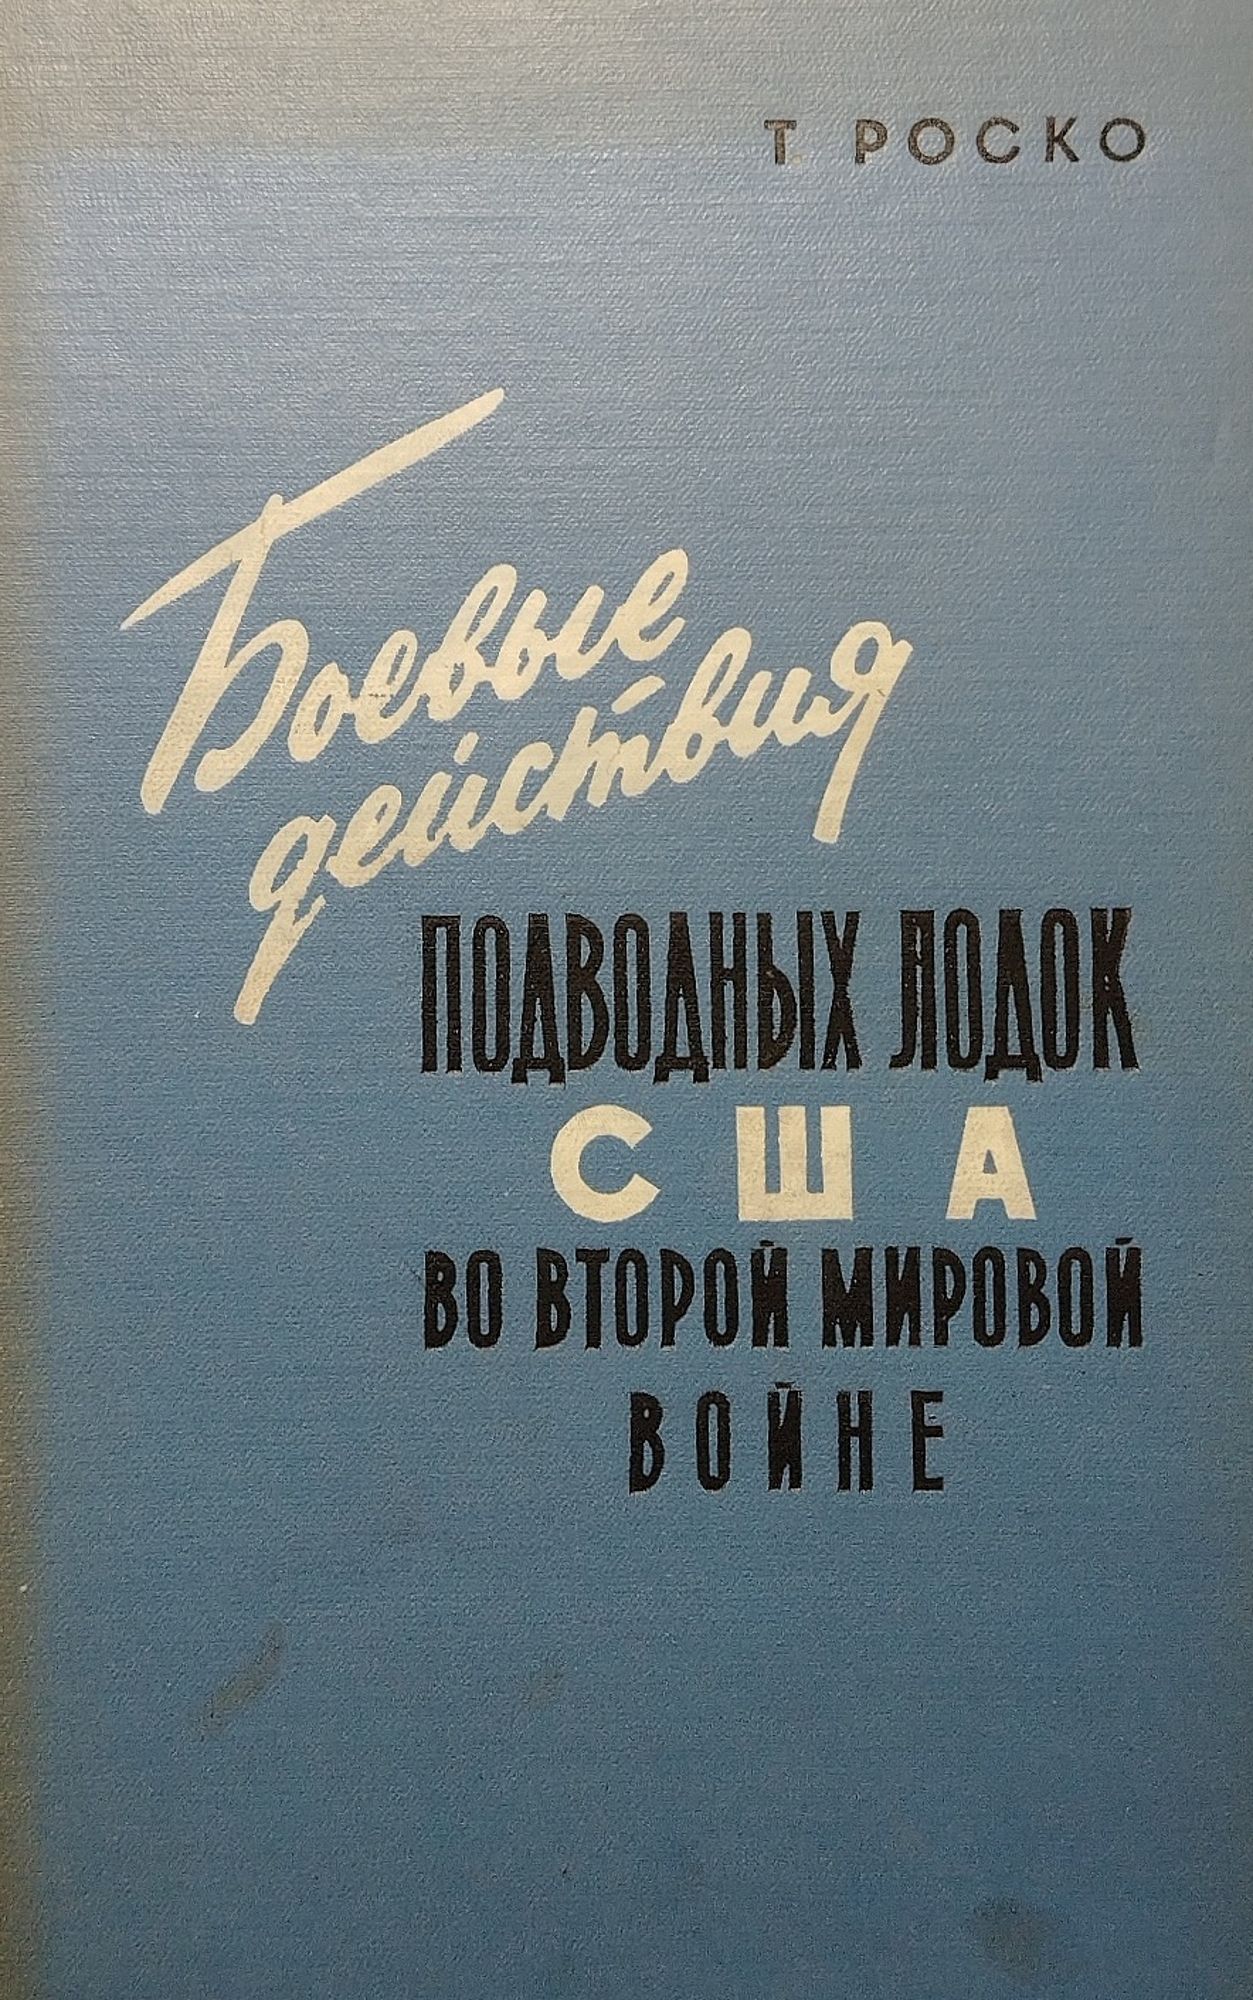 Т. РОСКО
Боевые
действия
ПОДВОДНЫХ ЛОДОК
США
ВО ВТОРОЙ МИРОВОЙ
ВОЙНЕ